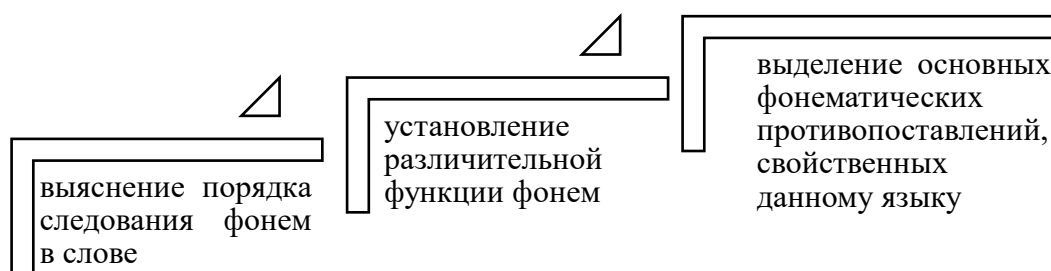 выяснение порядка
следования фонем
в слове
установление
различительной
функции фонем
выделение основных
фонематических
противопоставлений,
свойственных
данному языку